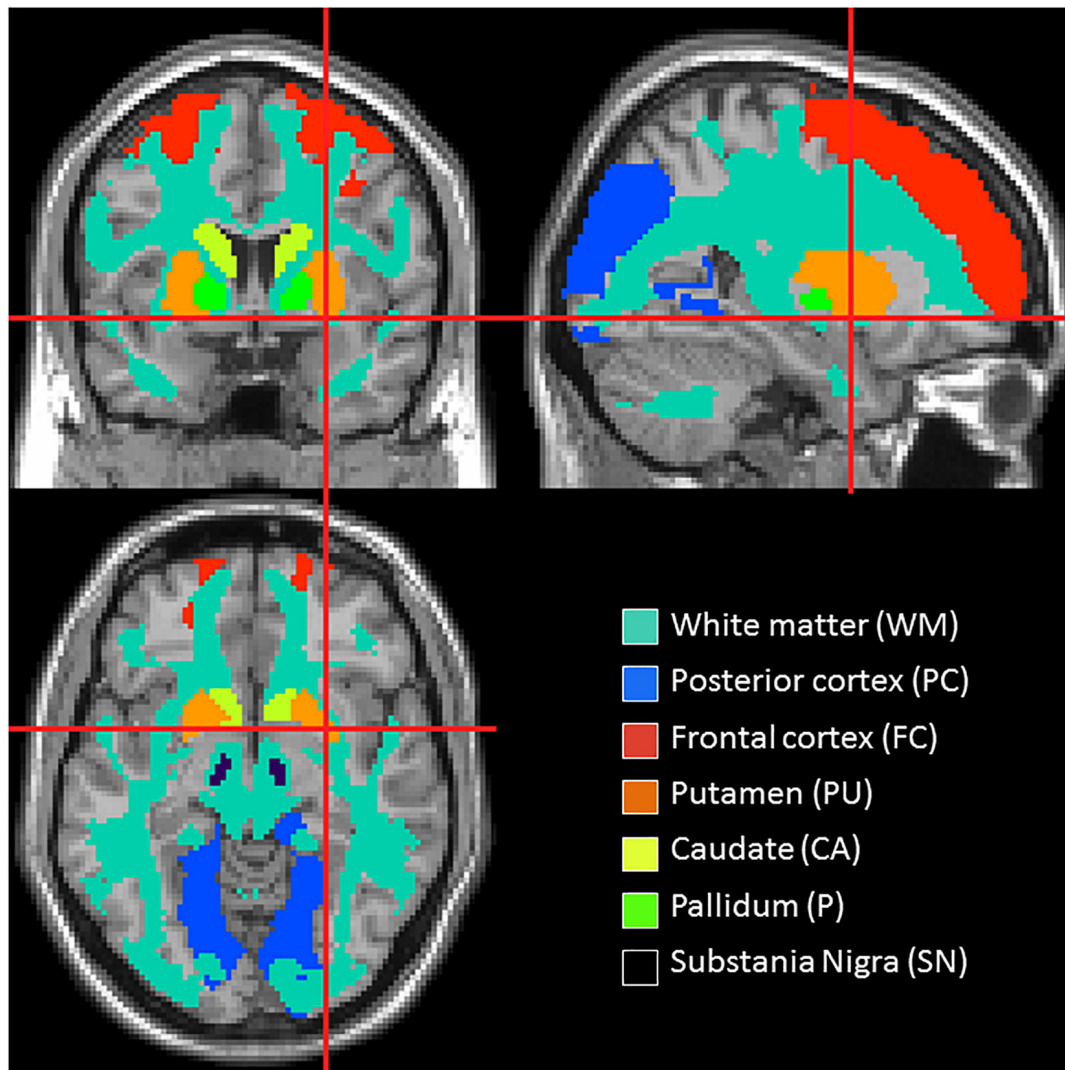 White matter (WM)
Posterior cortex (PC)
Frontal cortex (FC)
Putamen (PU)
Caudate (CA)
Pallidum (P)
Substania Nigra (SN)